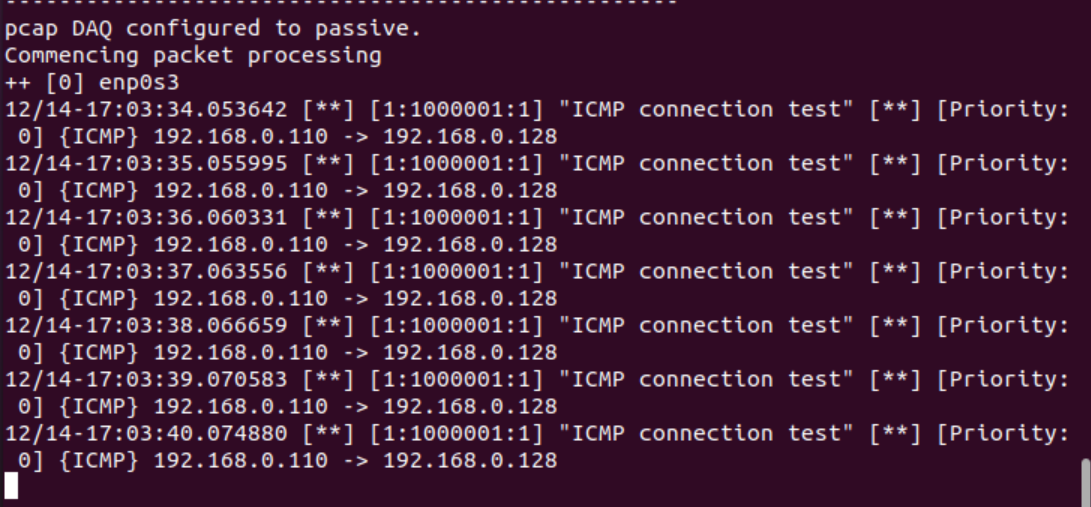 pcap DAQ configured to passive.
Commencing packet processing
++ [0] enp0s3
12/14-17:03:34.053642 [**] [1:1000001:1] "ICMP connection test" [**] [Priority:
 0] {ICMP} 192.168.0.110 -> 192.168.0.128
12/14-17:03:35.055995 [**] [1:1000001:1] "ICMP connection test" [**] [Priority:
 0] {ICMP} 192.168.0.110 -> 192.168.0.128
12/14-17:03:36.060331 [**] [1:1000001:1] "ICMP connection test" [**] [Priority:
 0] {ICMP} 192.168.0.110 -> 192.168.0.128
12/14-17:03:37.063556 [**] [1:1000001:1] "ICMP connection test" [**] [Priority:
 0] {ICMP} 192.168.0.110 -> 192.168.0.128
12/14-17:03:38.066659 [**] [1:1000001:1] "ICMP connection test" [**] [Priority:
 0] {ICMP} 192.168.0.110 -> 192.168.0.128
12/14-17:03:39.070583 [**] [1:1000001:1] "ICMP connection test" [**] [Priority:
 0] {ICMP} 192.168.0.110 -> 192.168.0.128
12/14-17:03:40.074880 [**] [1:1000001:1] "ICMP connection test" [**] [Priority:
 0] {ICMP} 192.168.0.110 -> 192.168.0.128